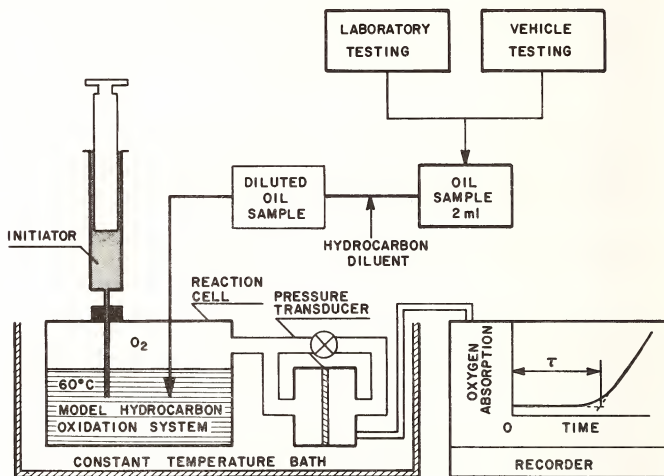 LABORATORY
TESTING
VEHICLE
TESTING
DILUTED
OIL
SAMPLE
OIL
SAMPLE
2 ml
HYDROCARBON
DILUENT
INITIATOR
REACTION
CELL
PRESSURE
TRANSDUCER
O₂
60°C
MODEL HYDROCARBON
OXIDATION SYSTEM
CONSTANT TEMPERATURE BATH
OXYGEN
ABSORPTION
τ
O
TIME
RECORDER